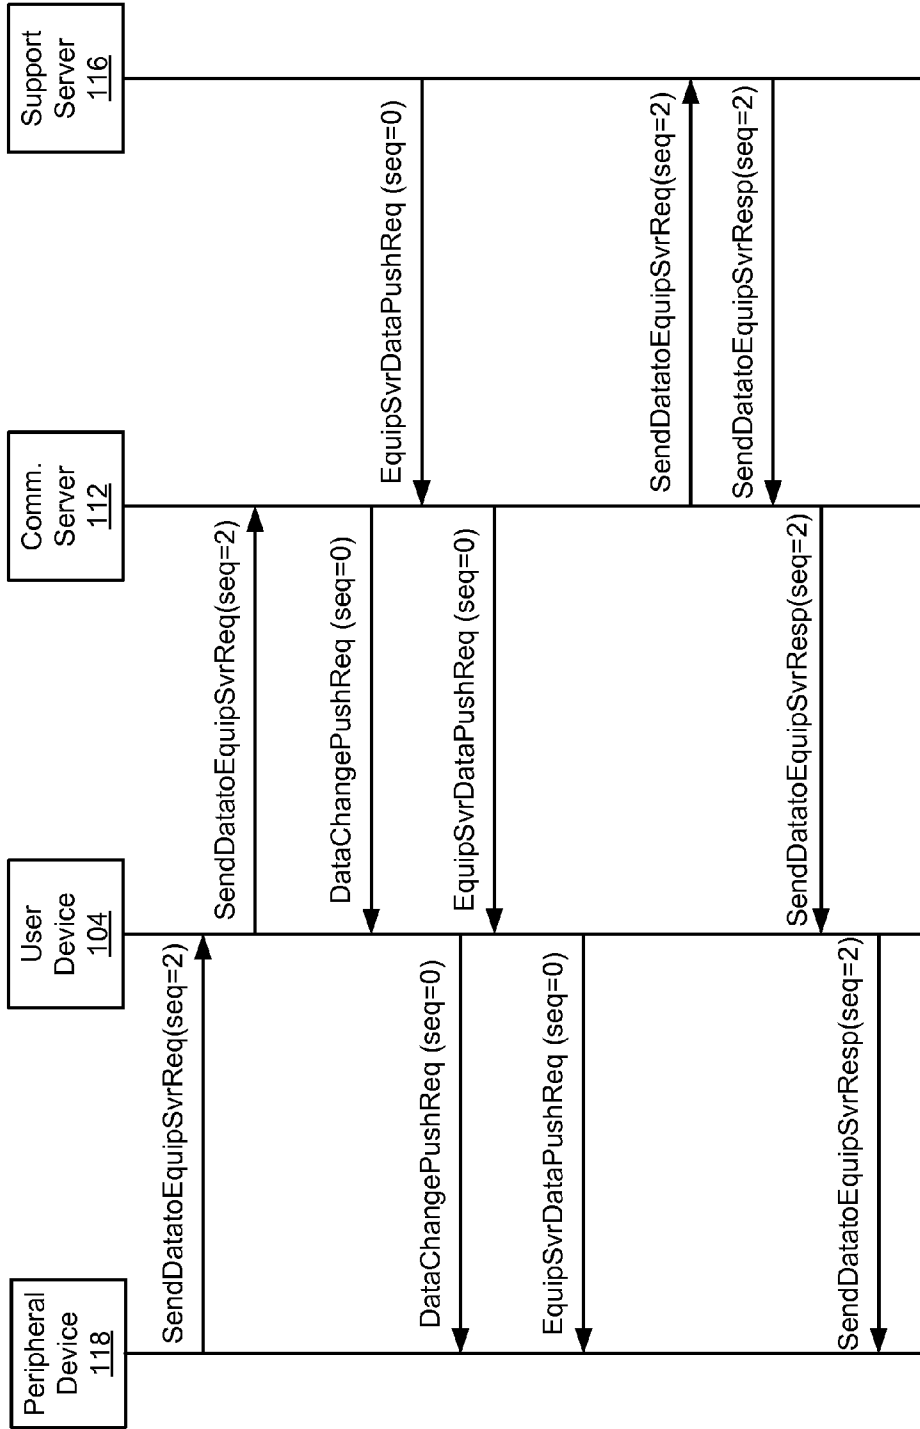 Peripheral
Device
118
User
Device
104
Comm.
Server
112
Support
Server
116
SendDatatoEquipSvrReq(seq=2)
SendDatatoEquipSvrReq(seq=2)
DataChangePushReq (seq=0)
EquipSvrDataPushReq (seq=0)
DataChangePushReq (seq=0)
EquipSvrDataPushReq (seq=0)
EquipSvrDataPushReq (seq=0)
SendDatatoEquipSvrReq(seq=2)
SendDatatoEquipSvrResp(seq=2)
SendDatatoEquipSvrResp(seq=2)
SendDatatoEquipSvrResp(seq=2)